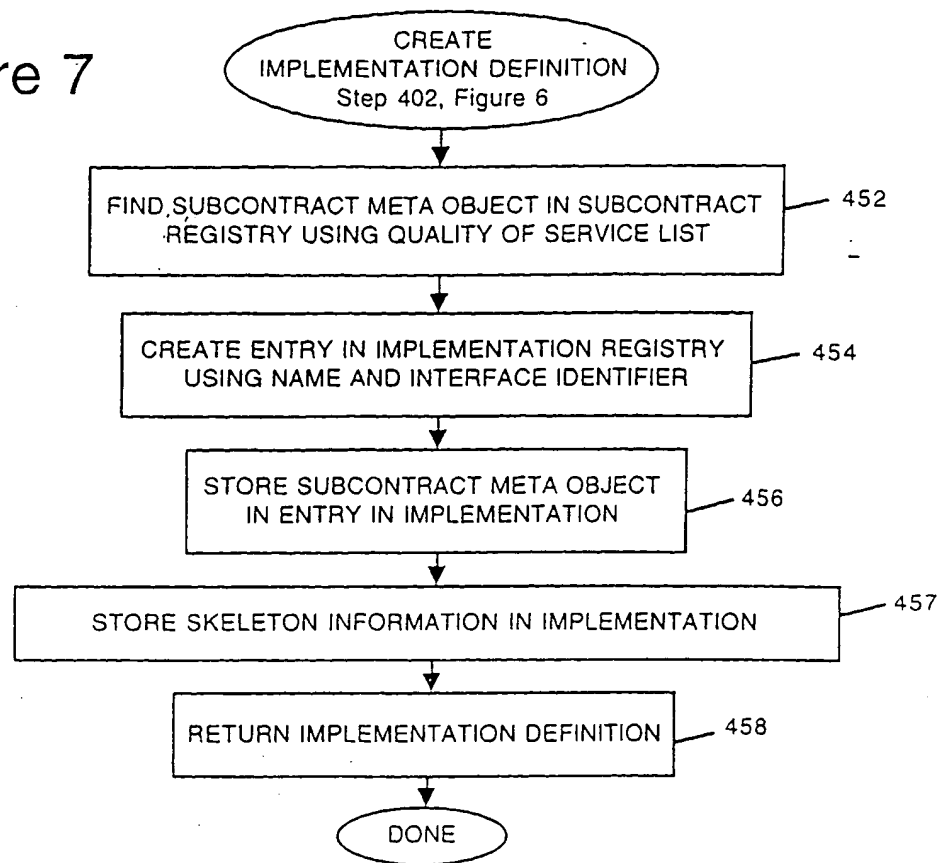 re 7
CREATE
IMPLEMENTATION DEFINITION
Step 402, Figure 6
FIND SUBCONTRACT META OBJECT IN SUBCONTRACT
REGISTRY USING QUALITY OF SERVICE LIST
452
CREATE ENTRY IN IMPLEMENTATION REGISTRY
USING NAME AND INTERFACE IDENTIFIER
454
STORE SUBCONTRACT META OBJECT
IN ENTRY IN IMPLEMENTATION
456
STORE SKELETON INFORMATION IN IMPLEMENTATION
457
RETURN IMPLEMENTATION DEFINITION
458
DONE